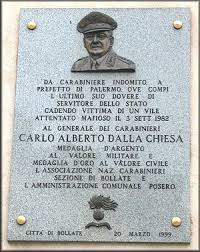 DA CARABINIERE INDOMITO A
PREFETTO DI PALERMO OVE COMPÌ
L'ULTIMO SUO DOVERE DI
SERVITORE DELLO STATO
CADENDO VITTIMA DI UN VILE
ATTENTATO MAFIOSO IL 3 SETT 1982
AL GENERALE DEI CARABINIERI
CARLO ALBERTO DALLA CHIESA
MEDAGLIA D'ARGENTO
AL VALORE MILITARE E
MEDAGLIA D'ORO AL VALORE CIVILE
L'ASSOCIAZIONE NAZ. CARABINIERI
SEZIONE DI BOLLATE E
L'AMMINISTRAZIONE COMUNALE POSERO
CITTÀ DI BOLLATE 20 MARZO 1999